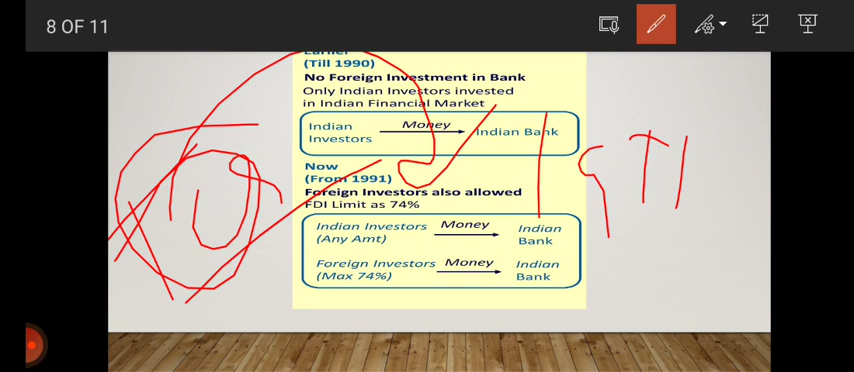 8 OF 11
(Till 1990)
No Foreign Investment in Bank
Only Indian Investors invested
in Indian Financial Market
Indian
Investors
Money
Indian Bank
Now
(From 1991)
Foreign Investors also allowed
FDI Limit as 74%
Indian Investors
(Any Amt)
Money
Indian
Bank
Foreign Investors
(Max 74%)
Money
Indian
Bank